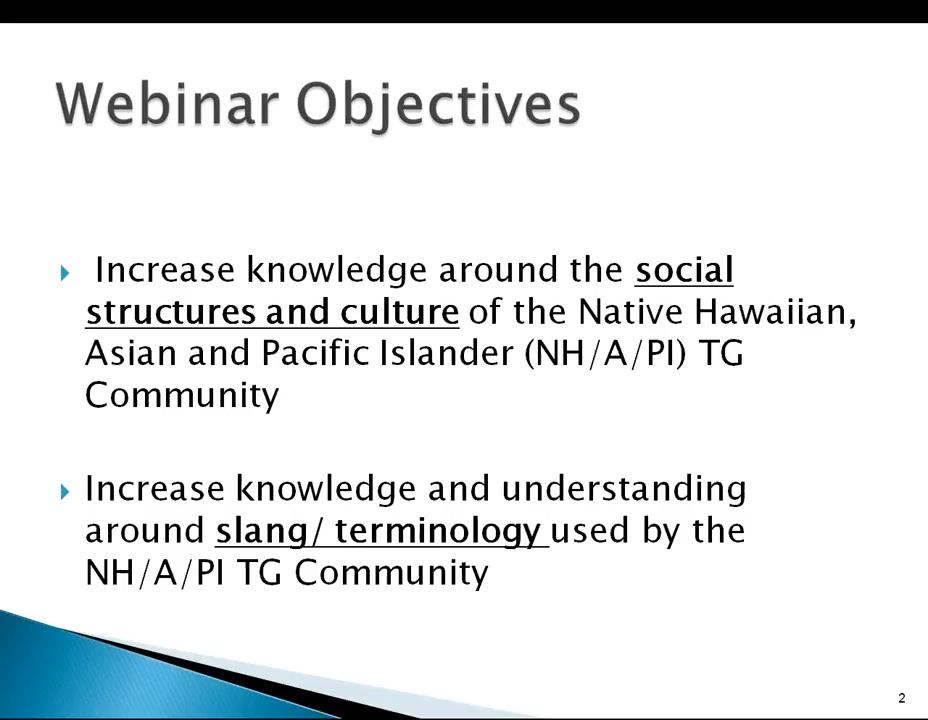 Webinar Objectives
Increase knowledge around the social
structures and culture of the Native Hawaiian,
Asian and Pacific Islander (NH/A/PI) TG
Community
Increase knowledge and understanding
around slang/ terminology used by the
NH/A/PI TG Community
2